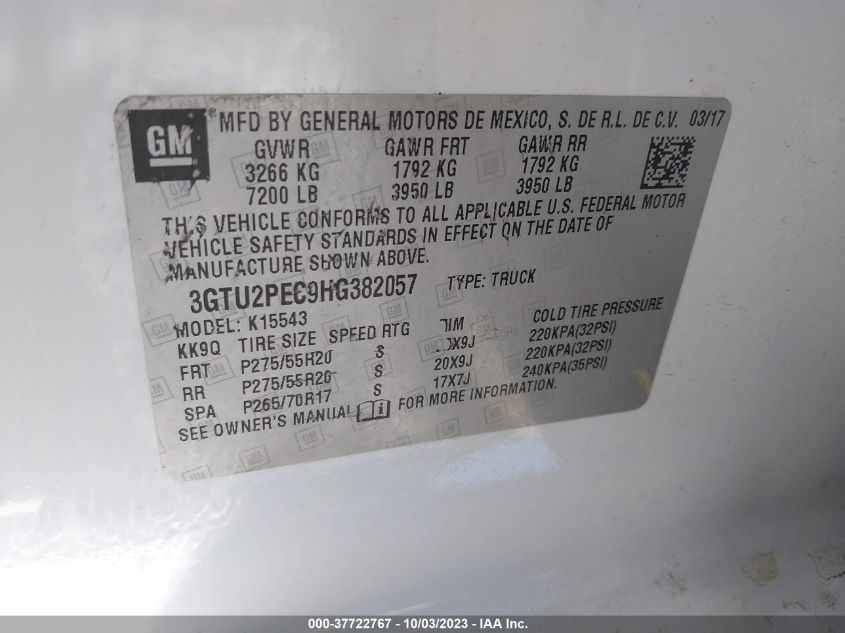 GM
MFD BY GENERAL MOTORS DE MEXICO, S. DE R.L. DE C.V. 03/17
GVWR GAWR FRT GAWR RR
3266 KG 1792 KG 1792 KG
7200 LB 3950 LB 3950 LB
THIS VEHICLE CONFORMS TO ALL APPLICABLE U.S. FEDERAL MOTOR
VEHICLE SAFETY STANDARDS IN EFFECT ON THE DATE OF
MANUFACTURE SHOWN ABOVE.
3GTU2PEC9HG382057 TYPE: TRUCK
MODEL: K15543
KK9Q TIRE SIZE SPEED RTG RIM COLD TIRE PRESSURE
FRT P275/55R20 S 20X9J 220KPA(32PSI)
RR P275/55R20 S 20X9J 220KPA(32PSI)
SPA P265/70R17 S 17X7J 240KPA(35PSI)
SEE OWNER'S MANUAL FOR MORE INFORMATION.
000-37722767 - 10/03/2023 - IAA Inc.